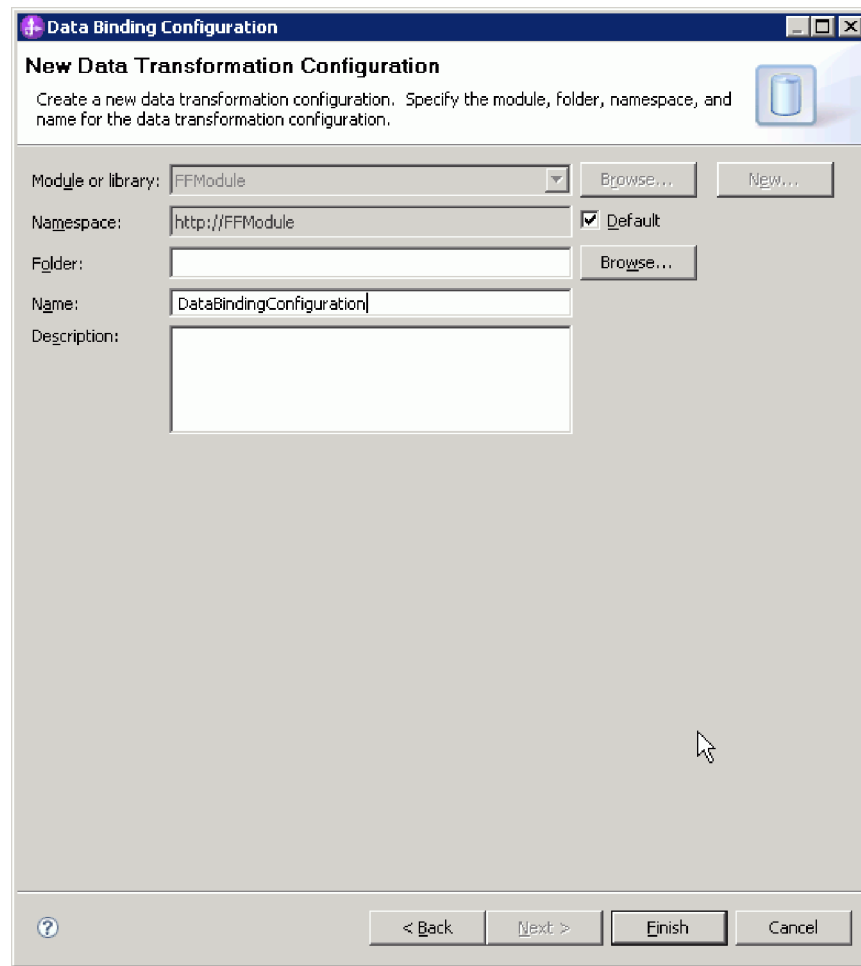 Data Binding Configuration
New Data Transformation Configuration
Create a new data transformation configuration. Specify the module, folder, namespace, and
name for the data transformation configuration.
Module or library: FFModule Browse... New...
Namespace: http://FFModule Default
Folder: Browse...
Name: DataBindingConfiguration
Description:
< Back Next > Finish Cancel